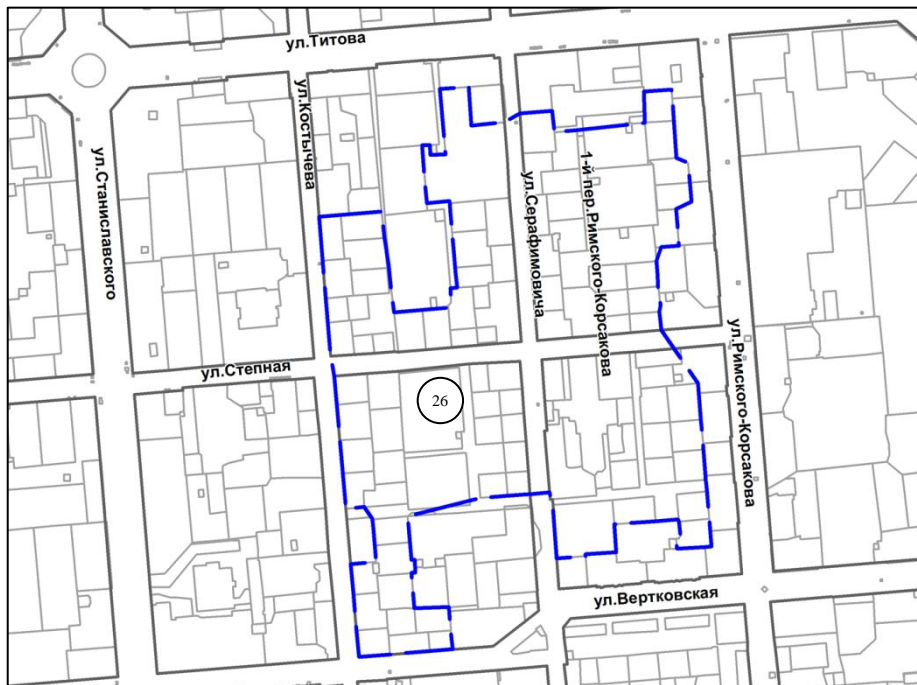 ул.Титова
ул.Костычева
ул.Станиславского
1-й пер.Римского-Корсакова
ул.Серафимовича
ул.Римского-Корсакова
ул.Степная
26
ул.Вертковская